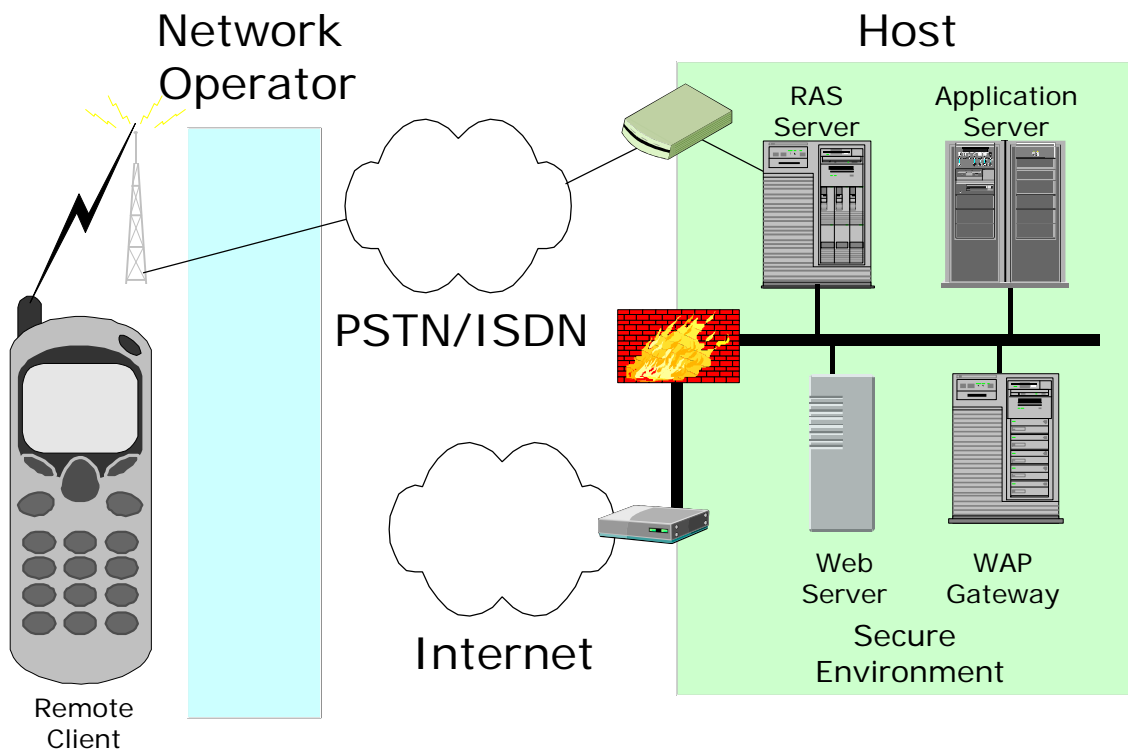 Network
Operator
Host
RAS
Server
Application
Server
PSTN/ISDN
Internet
Web
Server
WAP
Gateway
Secure
Environment
Remote
Client